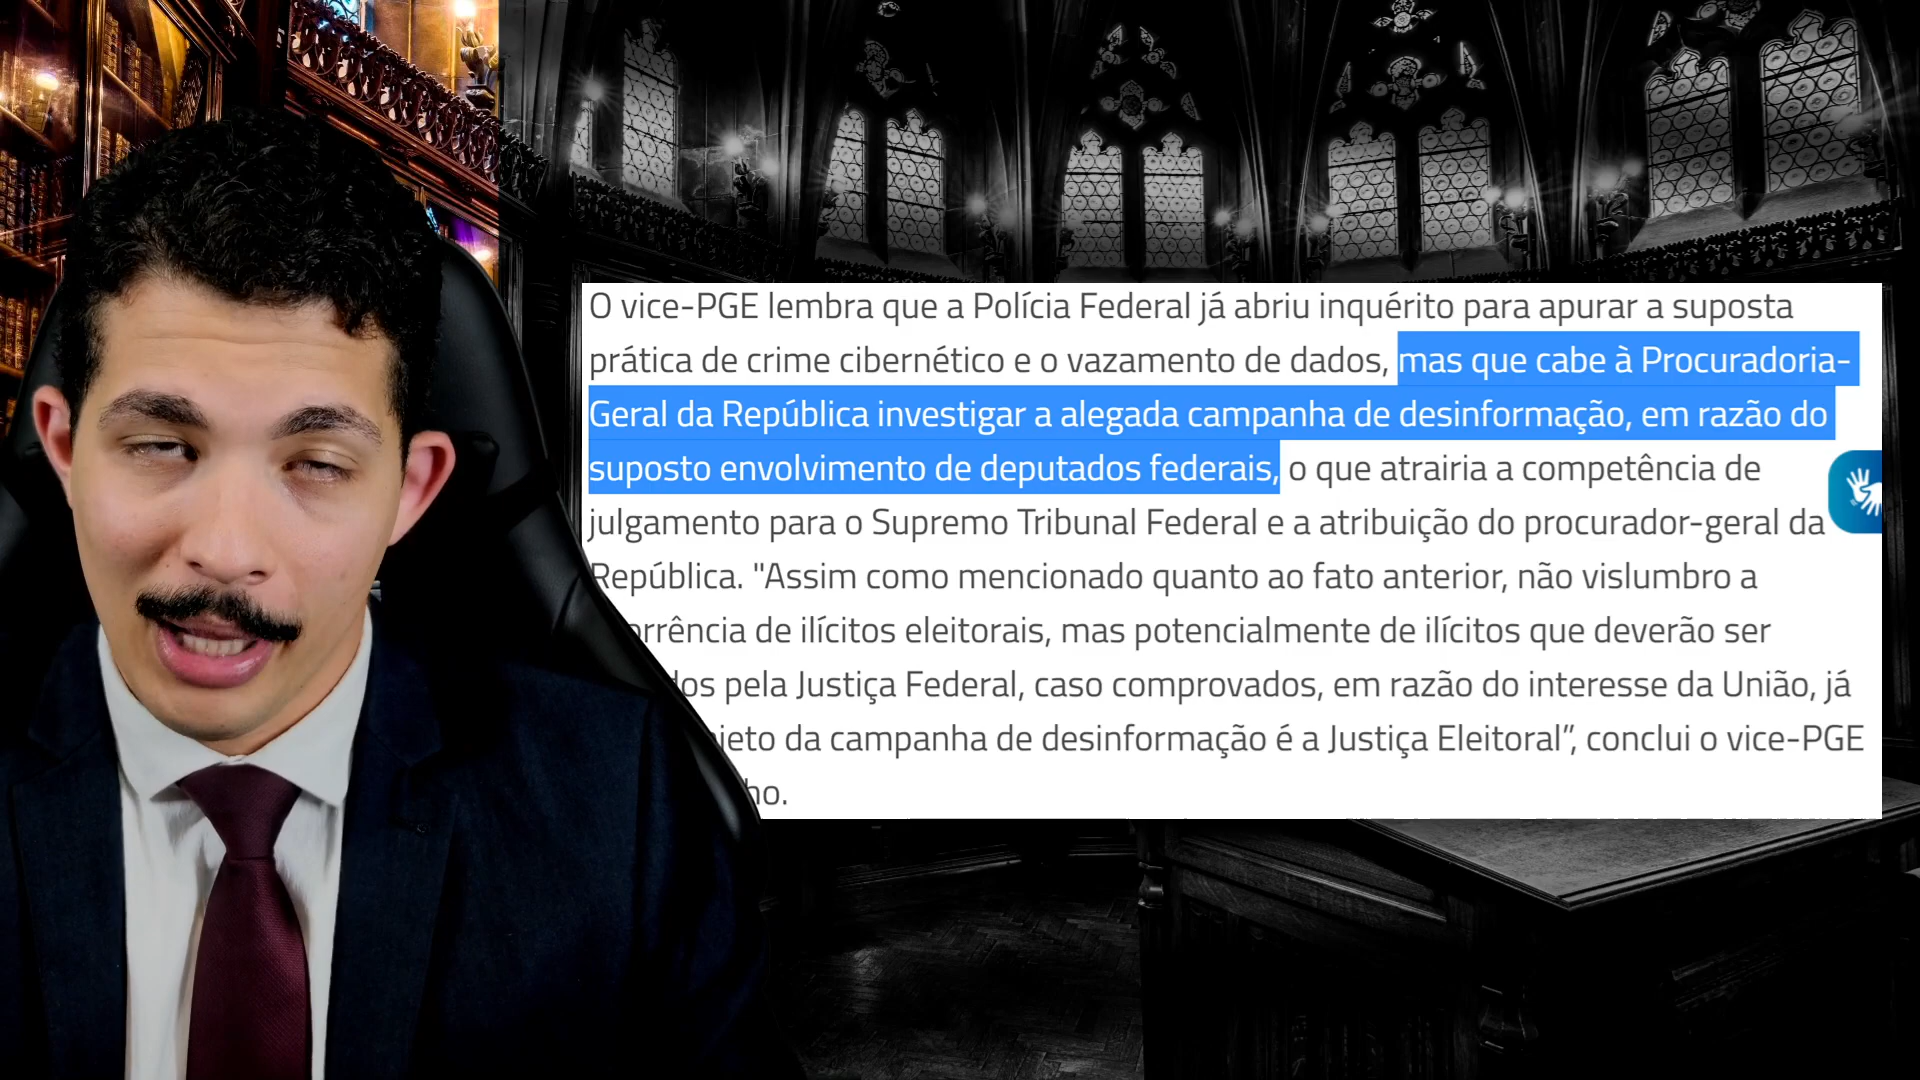 O vice-PGE lembra que a Polícia Federal já abriu inquérito para apurar a suposta
prática de crime cibernético e o vazamento de dados, mas que cabe à Procuradoria-
Geral da República investigar a alegada campanha de desinformação, em razão do
suposto envolvimento de deputados federais, o que atrairia a competência de
julgamento para o Supremo Tribunal Federal e a atribuição do procurador-geral da
República. "Assim como mencionado quanto ao fato anterior, não vislumbro a
de ilícitos eleitorais, mas potencialmente de ilícitos que deverão ser
pela Justiça Federal, caso comprovados, em razão do interesse da União, já
da campanha de desinformação é a Justiça Eleitoral”, conclui o vice-PGE